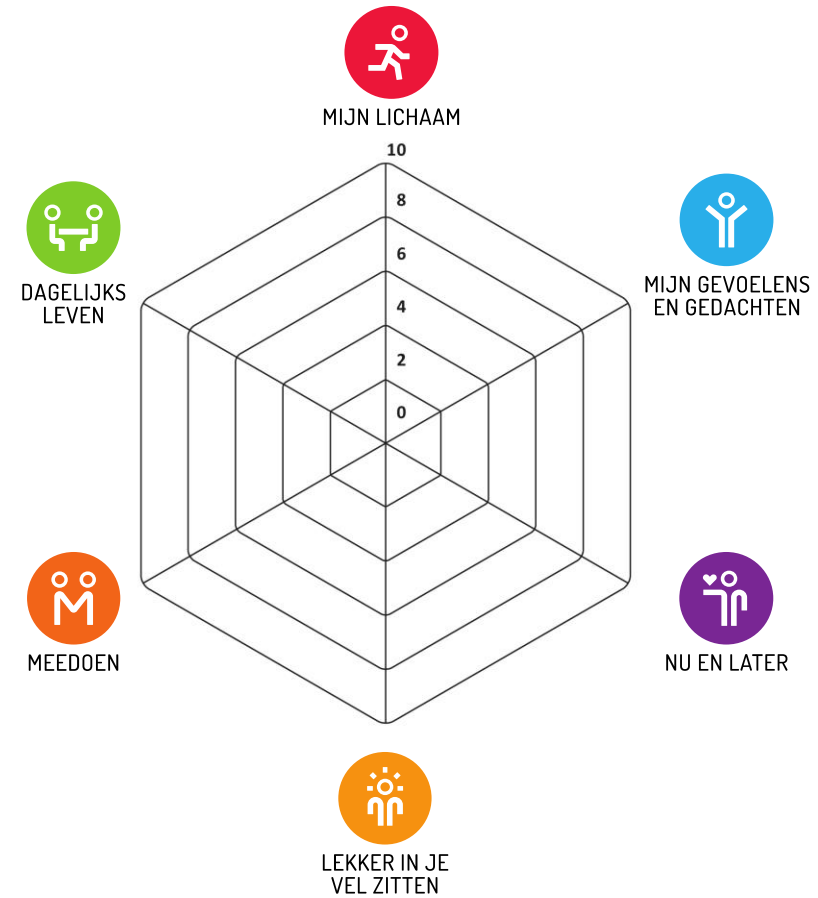 MIJN LICHAAM
10
8
6
4
2
0
MIJN GEVOELENS
EN GEDACHTEN
NU EN LATER
LEKKER IN JE
VEL ZITTEN
MEEDOEN
DAGELIJKS
LEVEN